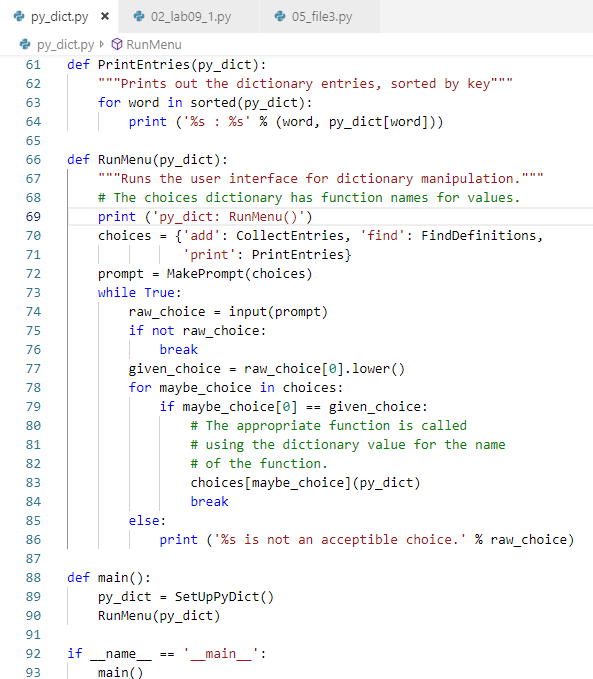 py_dict.py × 02_lab09_1.py 05_file3.py
py_dict.py RunMenu
61 def PrintEntries(py_dict):
62     """Prints out the dictionary entries, sorted by key"""
63     for word in sorted(py_dict):
64         print ('%s : %s' % (word, py_dict[word]))
65
66 def RunMenu(py_dict):
67     """Runs the user interface for dictionary manipulation."""
68     # The choices dictionary has function names for values.
69     print ('py_dict: RunMenu()')
70     choices = {'add': CollectEntries, 'find': FindDefinitions,
71                'print': PrintEntries}
72     prompt = MakePrompt(choices)
73     while True:
74         raw_choice = input(prompt)
75         if not raw_choice:
76             break
77         given_choice = raw_choice[0].lower()
78         for maybe_choice in choices:
79             if maybe_choice[0] == given_choice:
80                 # The appropriate function is called
81                 # using the dictionary value for the name
82                 # of the function.
83                 choices[maybe_choice](py_dict)
84                 break
85         else:
86             print ('%s is not an acceptible choice.' % raw_choice)
87
88 def main():
89     py_dict = SetUpPyDict()
90     RunMenu(py_dict)
91
92 if __name__ == '__main__':
93     main()